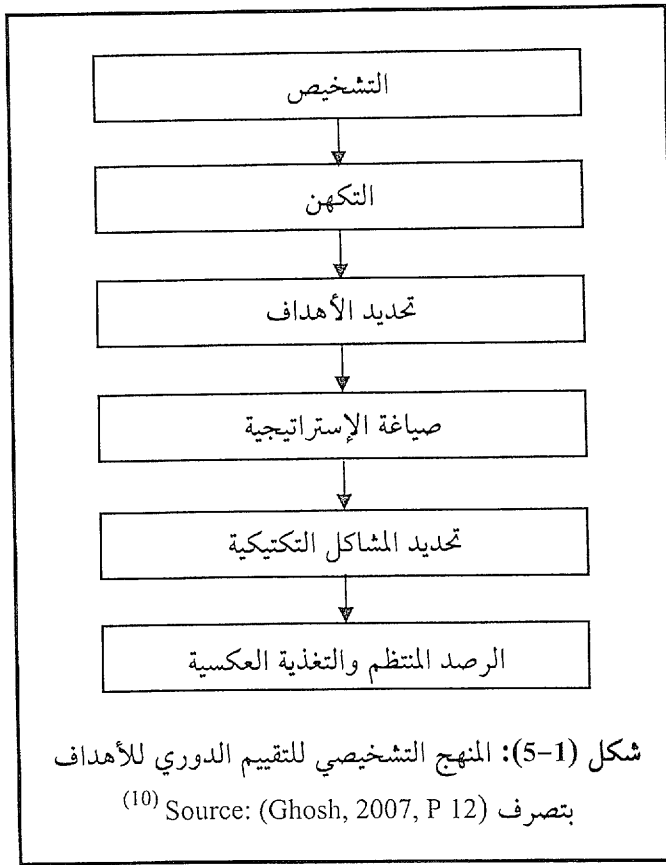 التشخيص
التكهن
تحديد الأهداف
صياغة الإستراتيجية
تحديد المشاكل التكتيكية
الرصد المنتظم والتغذية العكسية
شكل (1-5): المنهج التشخيصي للتقييم الدوري للأهداف
بتصرف Source: (Ghosh, 2007, P 12) (10)